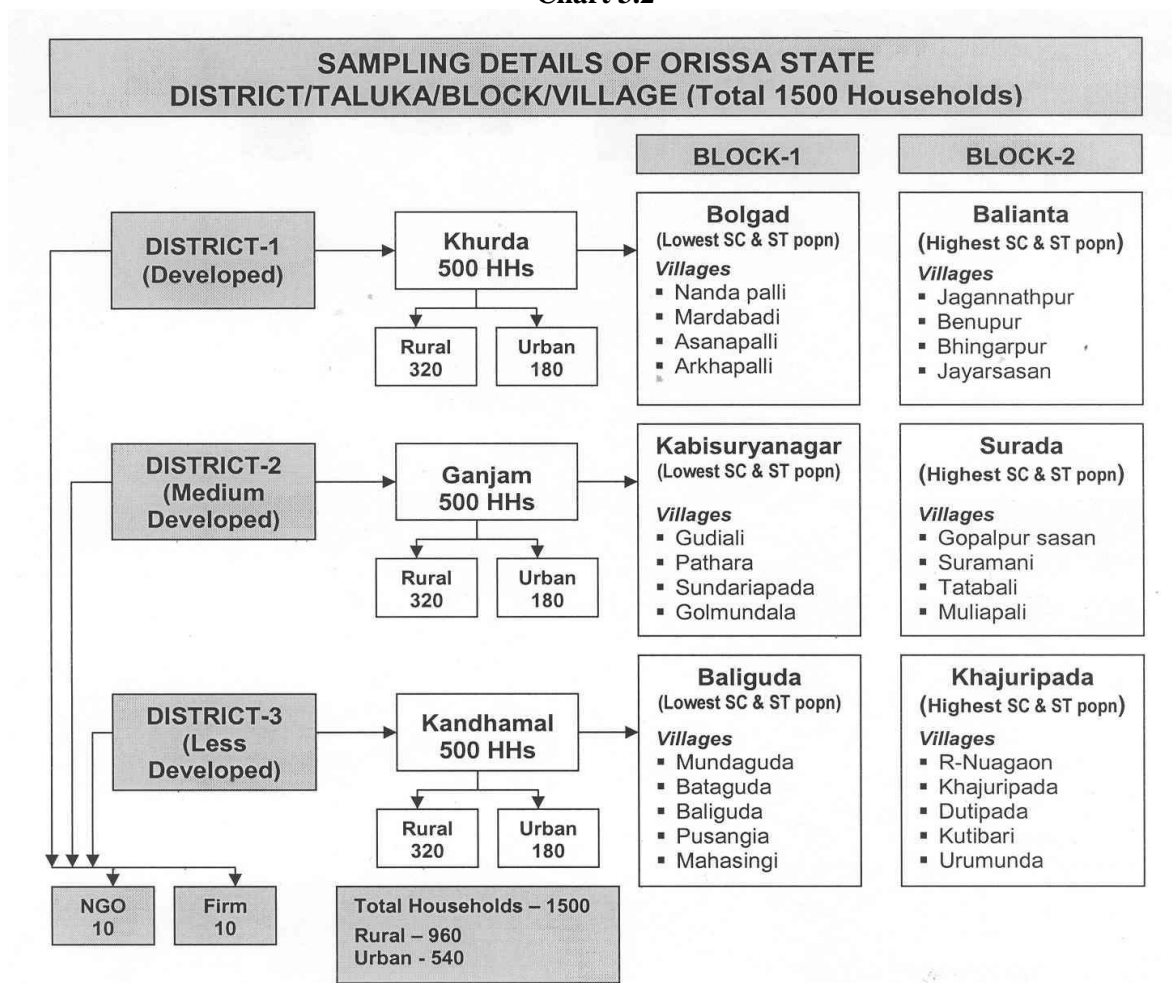 Chart 3.2
SAMPLING DETAILS OF ORISSA STATE
DISTRICT/TALUKA/BLOCK/VILLAGE (Total 1500 Households)
BLOCK-1
BLOCK-2
DISTRICT-1
(Developed)
Khurda
500 HHs
Rural
320
Urban
180
Bolgad
(Lowest SC & ST popn)
Villages
▪ Nanda palli
▪ Mardabadi
▪ Asanapalli
▪ Arkhapalli
Balianta
(Highest SC & ST popn)
Villages
▪ Jagannathpur
▪ Benupur
▪ Bhingarpur
▪ Jayarsasan
DISTRICT-2
(Medium
Developed)
Ganjam
500 HHs
Rural
320
Urban
180
Kabisuryanagar
(Lowest SC & ST popn)
Villages
▪ Gudiali
▪ Pathara
▪ Sundariapada
▪ Golmundala
Surada
(Highest SC & ST popn)
Villages
▪ Gopalpur sasan
▪ Suramani
▪ Tatabali
▪ Muliapali
DISTRICT-3
(Less
Developed)
Kandhamal
500 HHs
Rural
320
Urban
180
Baliguda
(Lowest SC & ST popn)
Villages
▪ Mundaguda
▪ Bataguda
▪ Baliguda
▪ Pusangia
▪ Mahasingi
Khajuripada
(Highest SC & ST popn)
Villages
▪ R-Nuagaon
▪ Khajuripada
▪ Dutipada
▪ Kutibari
▪ Urumunda
NGO
10
Firm
10
Total Households – 1500
Rural – 960
Urban - 540